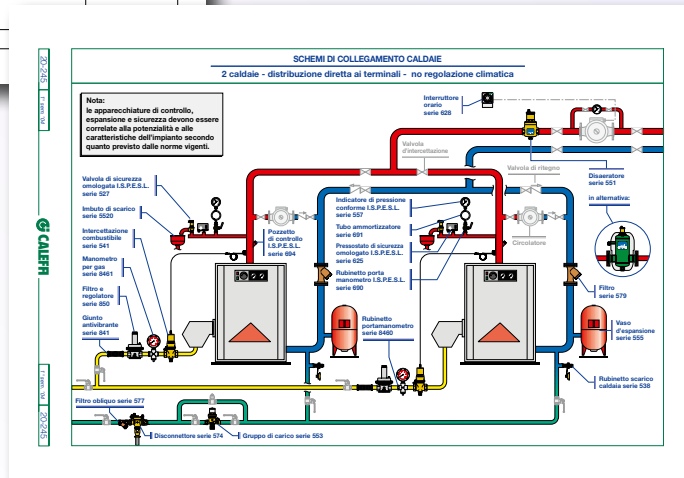 SCHEMI DI COLLEGAMENTO CALDAIE
2 caldaie - distribuzione diretta ai terminali - no regolazione climatica
20-245
CALEFFI
20-245
Nota:
le apparecchiature di controllo,
espansione e sicurezza devono essere
correlate alla potenzialità e alle
caratteristiche dell'impianto secondo
quanto previsto dalle norme vigenti.
Interruttore
orario
serie 628
Valvola
d'intercettazione
Valvola di ritegno
Disaeratore
serie 551
in alternativa:
Valvola di sicurezza
omologata I.S.P.E.S.L.
serie 527
Imbuto di scarico
serie 5520
Intercettazione
combustibile
serie 541
Manometro
per gas
serie 8461
Filtro e
regolatore
serie 850
Giunto
antivibrante
serie 841
Pozzetto
di controllo
I.S.P.E.S.L.
serie 694
Indicatore di pressione
conforme I.S.P.E.S.L.
serie 557
Tubo ammortizzatore
serie 691
Pressostato di sicurezza
omologato I.S.P.E.S.L.
serie 625
Rubinetto porta
manometro I.S.P.E.S.L.
serie 690
Circolatore
Filtro
serie 579
Rubinetto
portamanometro
serie 8460
Vaso
d'espansione
serie 555
Rubinetto scarico
caldaia serie 538
Filtro obliquo serie 577
Disconnettore serie 574
Gruppo di carico serie 553